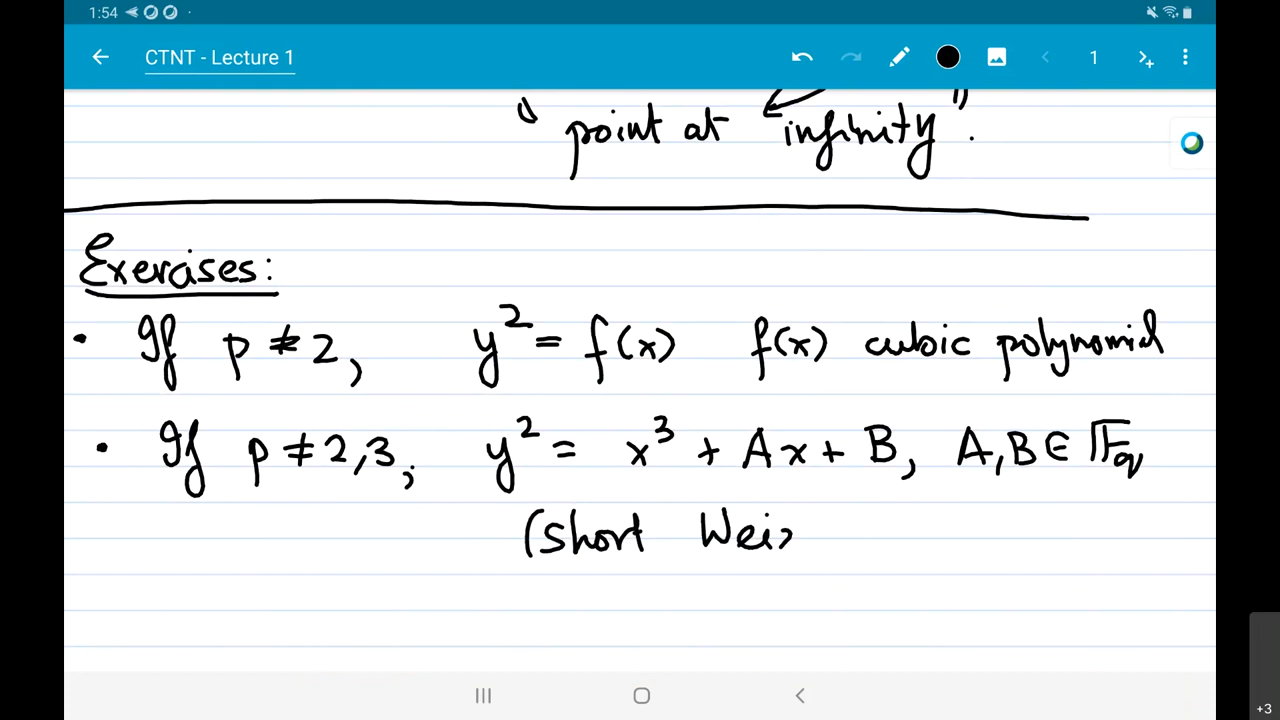 1:54
CTNT - Lecture 1
1
"point at infinity".
Exercises:
• If p ≠ 2, y² = f(x) f(x) cubic polynomial
• If p ≠ 2,3, y² = x³ + Ax + B, A,B ∈ 𝔽q
(Short Wei
+3